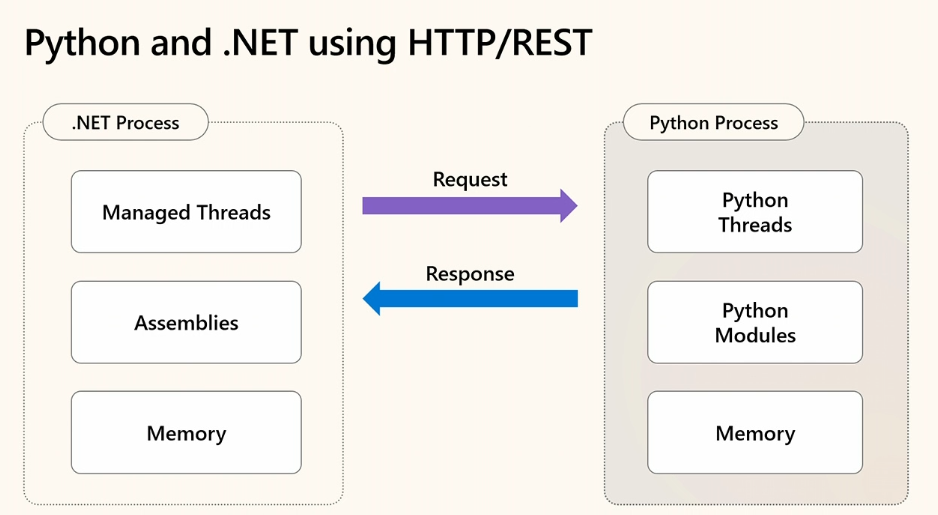 Python and .NET using HTTP/REST
.NET Process
Managed Threads
Assemblies
Memory
Request
Response
Python Process
Python
Threads
Python
Modules
Memory